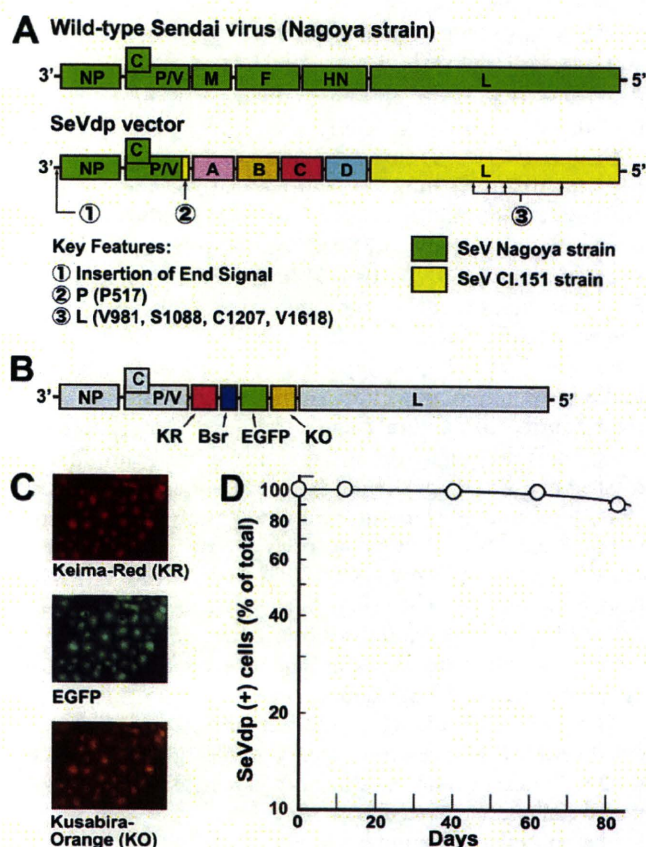 A Wild-type Sendai virus (Nagoya strain)
C
3' NP P/V M F HN L 5'
SeVdp vector
C
3' NP P/V A B C D L 5'
① ② ③
Key Features:
① Insertion of End Signal
② P (P517)
③ L (V981, S1088, C1207, V1618)
SeV Nagoya strain
SeV Cl.151 strain
B
C
3' NP P/V L 5'
KR Bsr EGFP KO
C
Keima-Red (KR)
EGFP
Kusabira-
Orange (KO)
D
SeVdp (+) cells (% of total)
100
80
60
40
20
10
0 20 40 60 80
Days